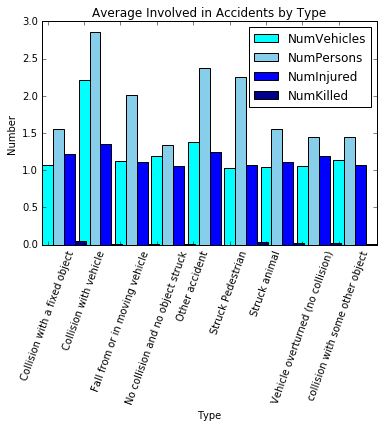 Average Involved in Accidents by Type
3.0
2.5
2.0
1.5
1.0
0.5
0.0
Number
NumVehicles
NumPersons
NumInjured
NumKilled
Collision with a fixed object
Collision with vehicle
Fall from or in moving vehicle
No collision and no object struck
Other accident
Struck Pedestrian
Struck animal
Vehicle overturned (no collision)
collision with some other object
Type